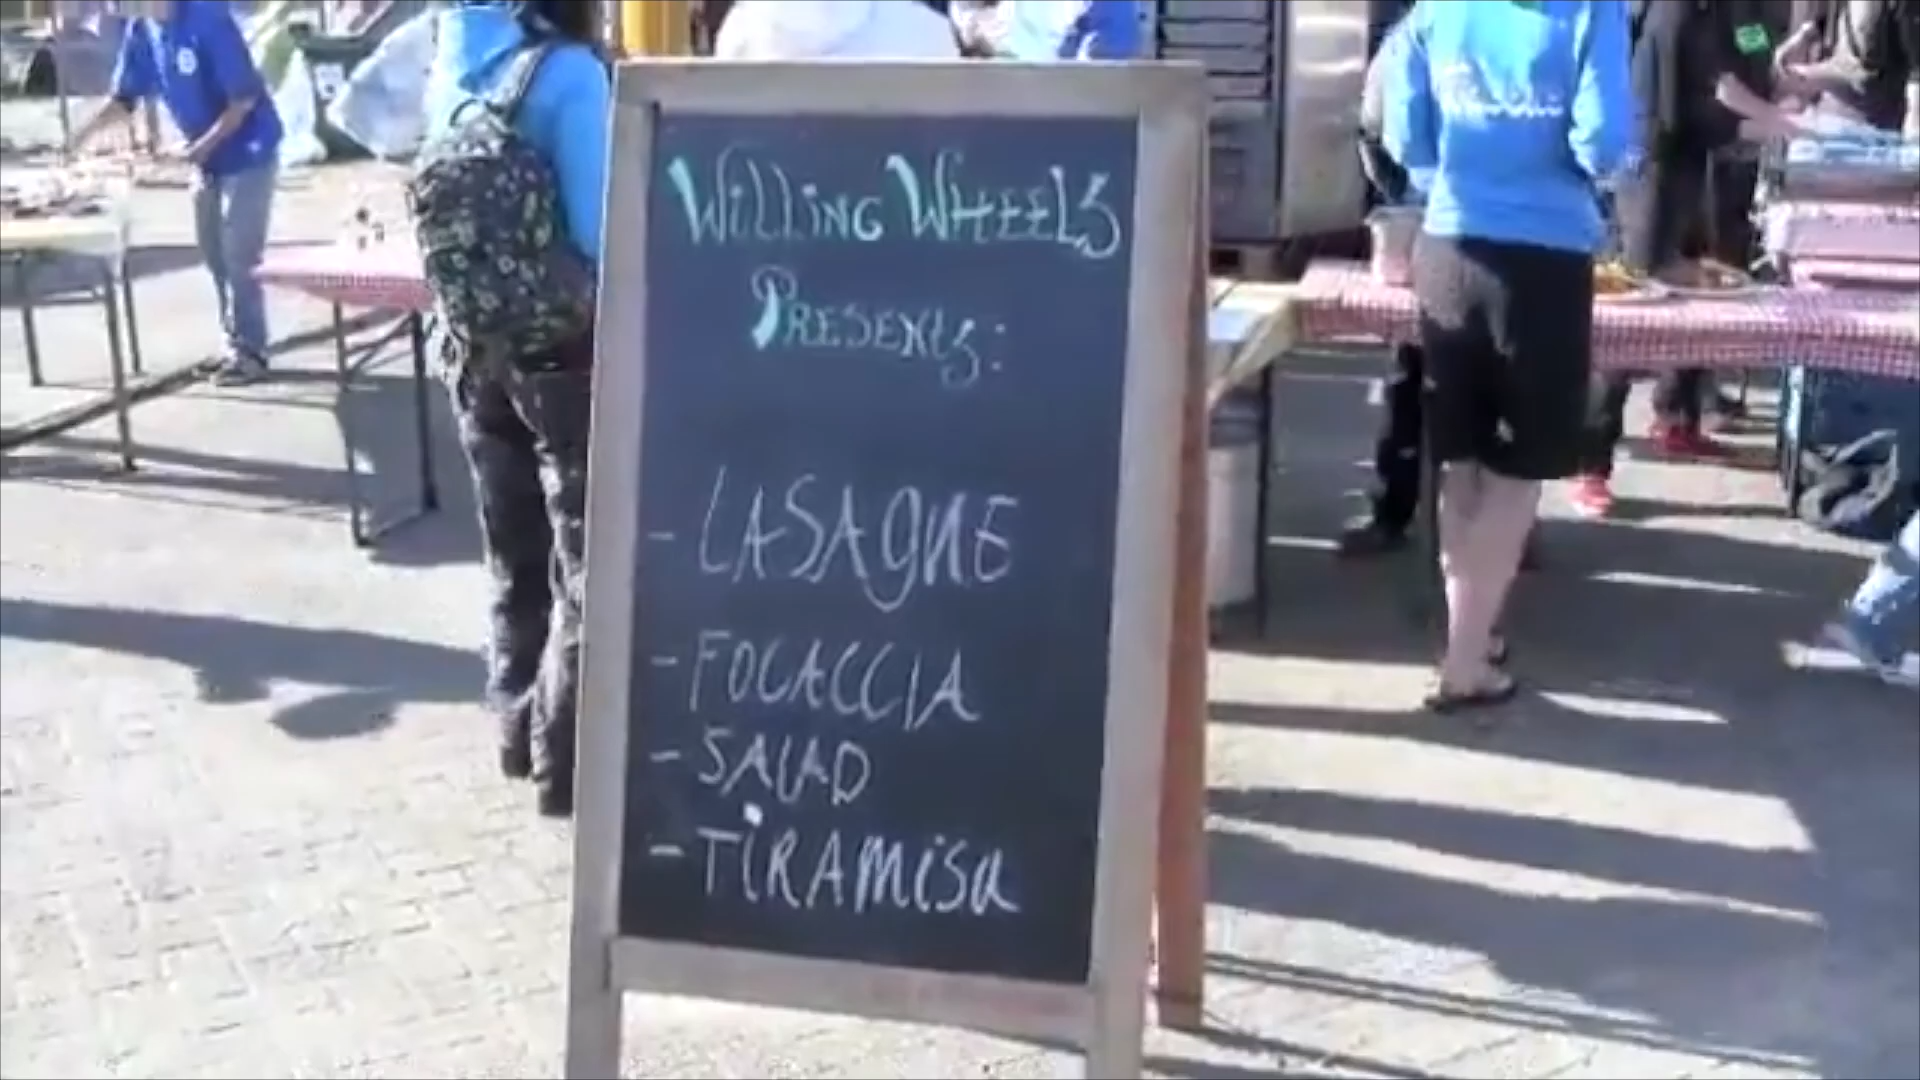 Willing Wheels
Presents:
- LASAgNE
- FOCACCIA
- SALAD
- TiRAMiSu